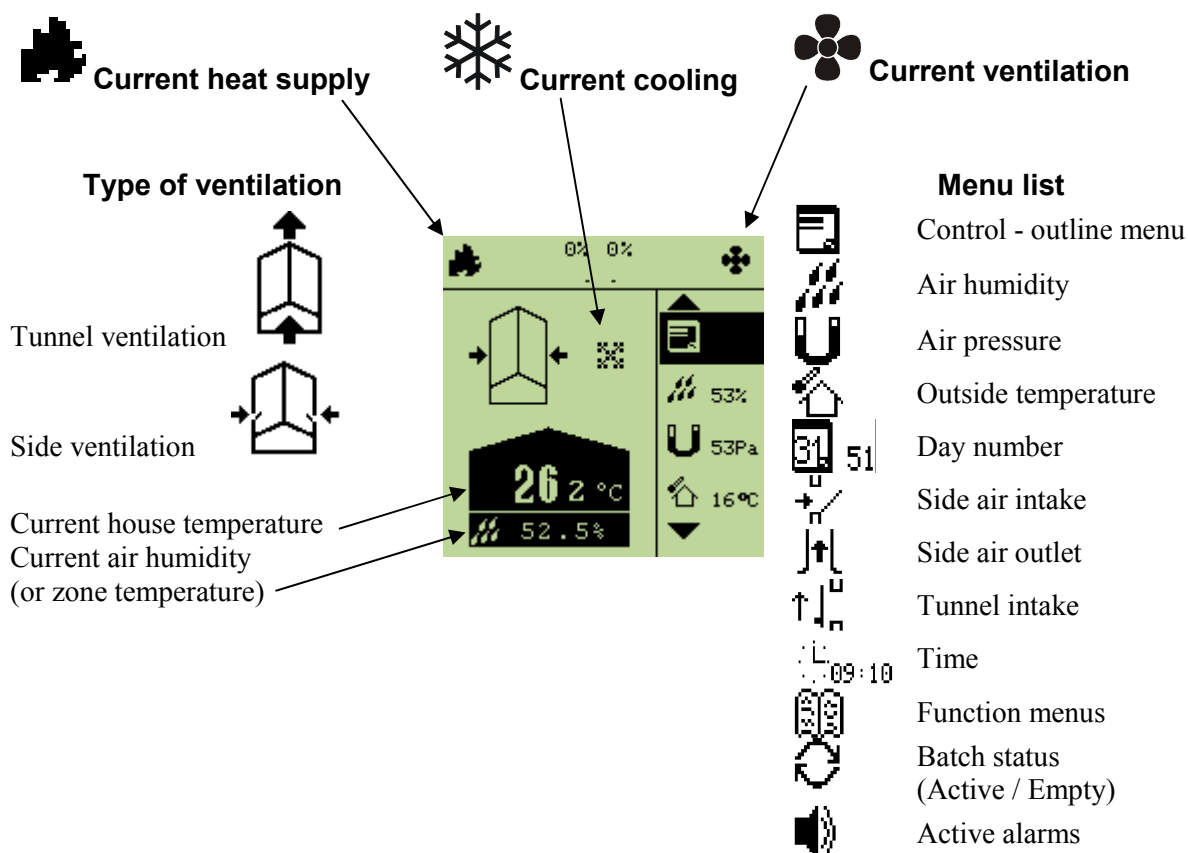 Current heat supply
Current cooling
Current ventilation
Type of ventilation
Tunnel ventilation
Side ventilation
Current house temperature
Current air humidity
(or zone temperature)
0% 0%
- -
26 2 °C
52.5%
53%
53Pa
16°C
Menu list
Control - outline menu
Air humidity
Air pressure
Outside temperature
31 51
Day number
Side air intake
Side air outlet
Tunnel intake
09:10
Time
Function menus
Batch status
(Active / Empty)
Active alarms